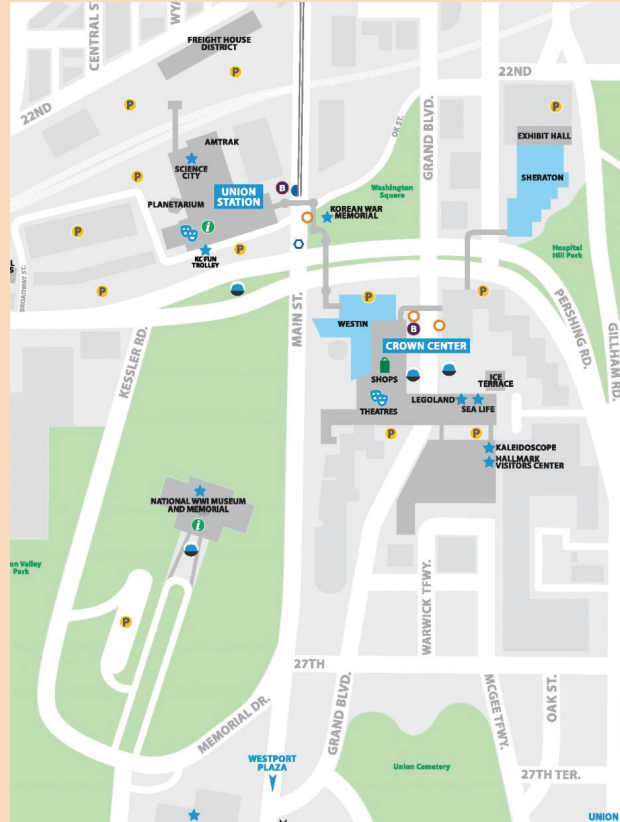 CENTRAL ST
WYA
FREIGHT HOUSE
DISTRICT
22ND
22ND
P
P
P
AMTRAK
OK ST.
GRAND BLVD.
EXHIBIT HALL
SCIENCE
CITY
P
SHERATON
UNION
STATION
B
Washington
Square
PLANETARIUM
KOREAN WAR
MEMORIAL
P
i
KC FUN
TROLLEY
P
Hospital
Hill Park
BROADWAY ST.
P
P
P
MAIN ST.
KESSLER RD.
PERSHING RD.
GILLHAM RD.
WESTIN
B
CROWN CENTER
SHOPS
ICE
TERRACE
LEGOLAND
SEA LIFE
THEATRES
P
P
KALEIDOSCOPE
HALLMARK
VISITORS CENTER
NATIONAL WWI MUSEUM
AND MEMORIAL
i
Park
P
WARWICK TFWY.
27TH
MEMORIAL DR.
GRAND BLVD.
MCGEE TFWY.
OAK ST.
WESTPORT
PLAZA
Union Cemetery
27TH TER.
UNION